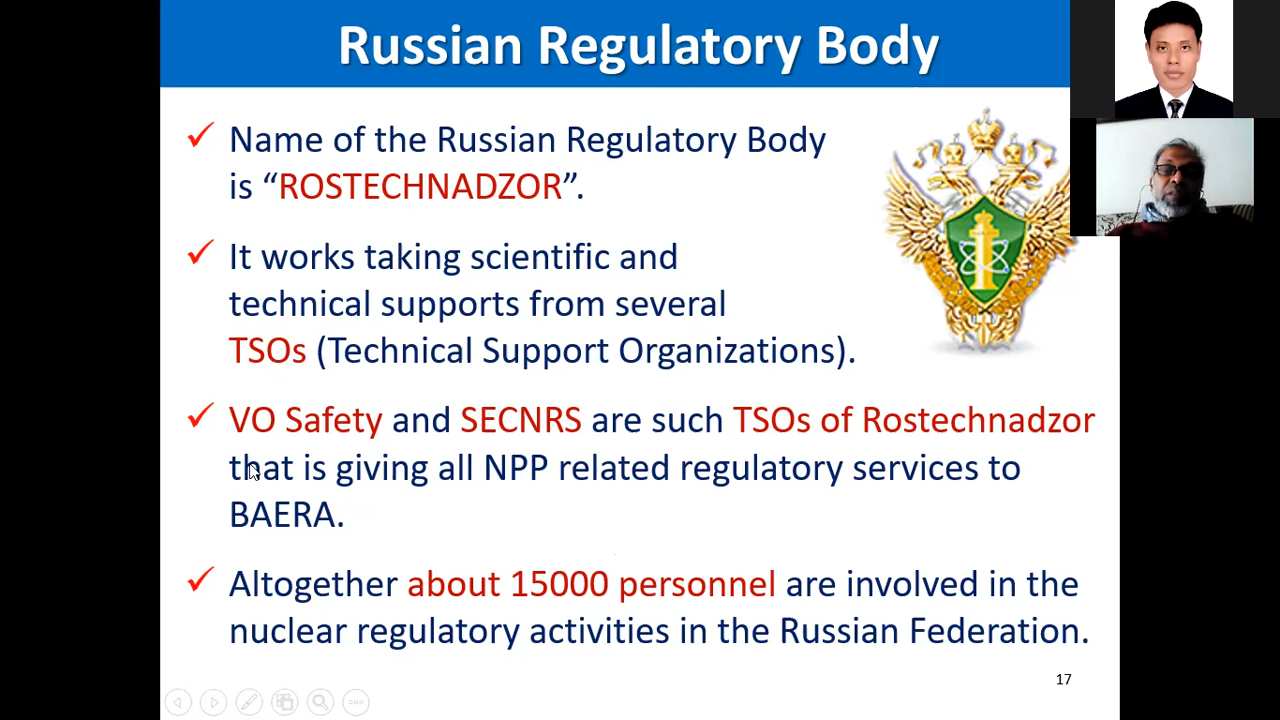 Russian Regulatory Body
✓ Name of the Russian Regulatory Body
is “ROSTECHNADZOR”.
✓ It works taking scientific and
technical supports from several
TSOs (Technical Support Organizations).
✓ VO Safety and SECNRS are such TSOs of Rostechnadzor
that is giving all NPP related regulatory services to
BAERA.
✓ Altogether about 15000 personnel are involved in the
nuclear regulatory activities in the Russian Federation.
17